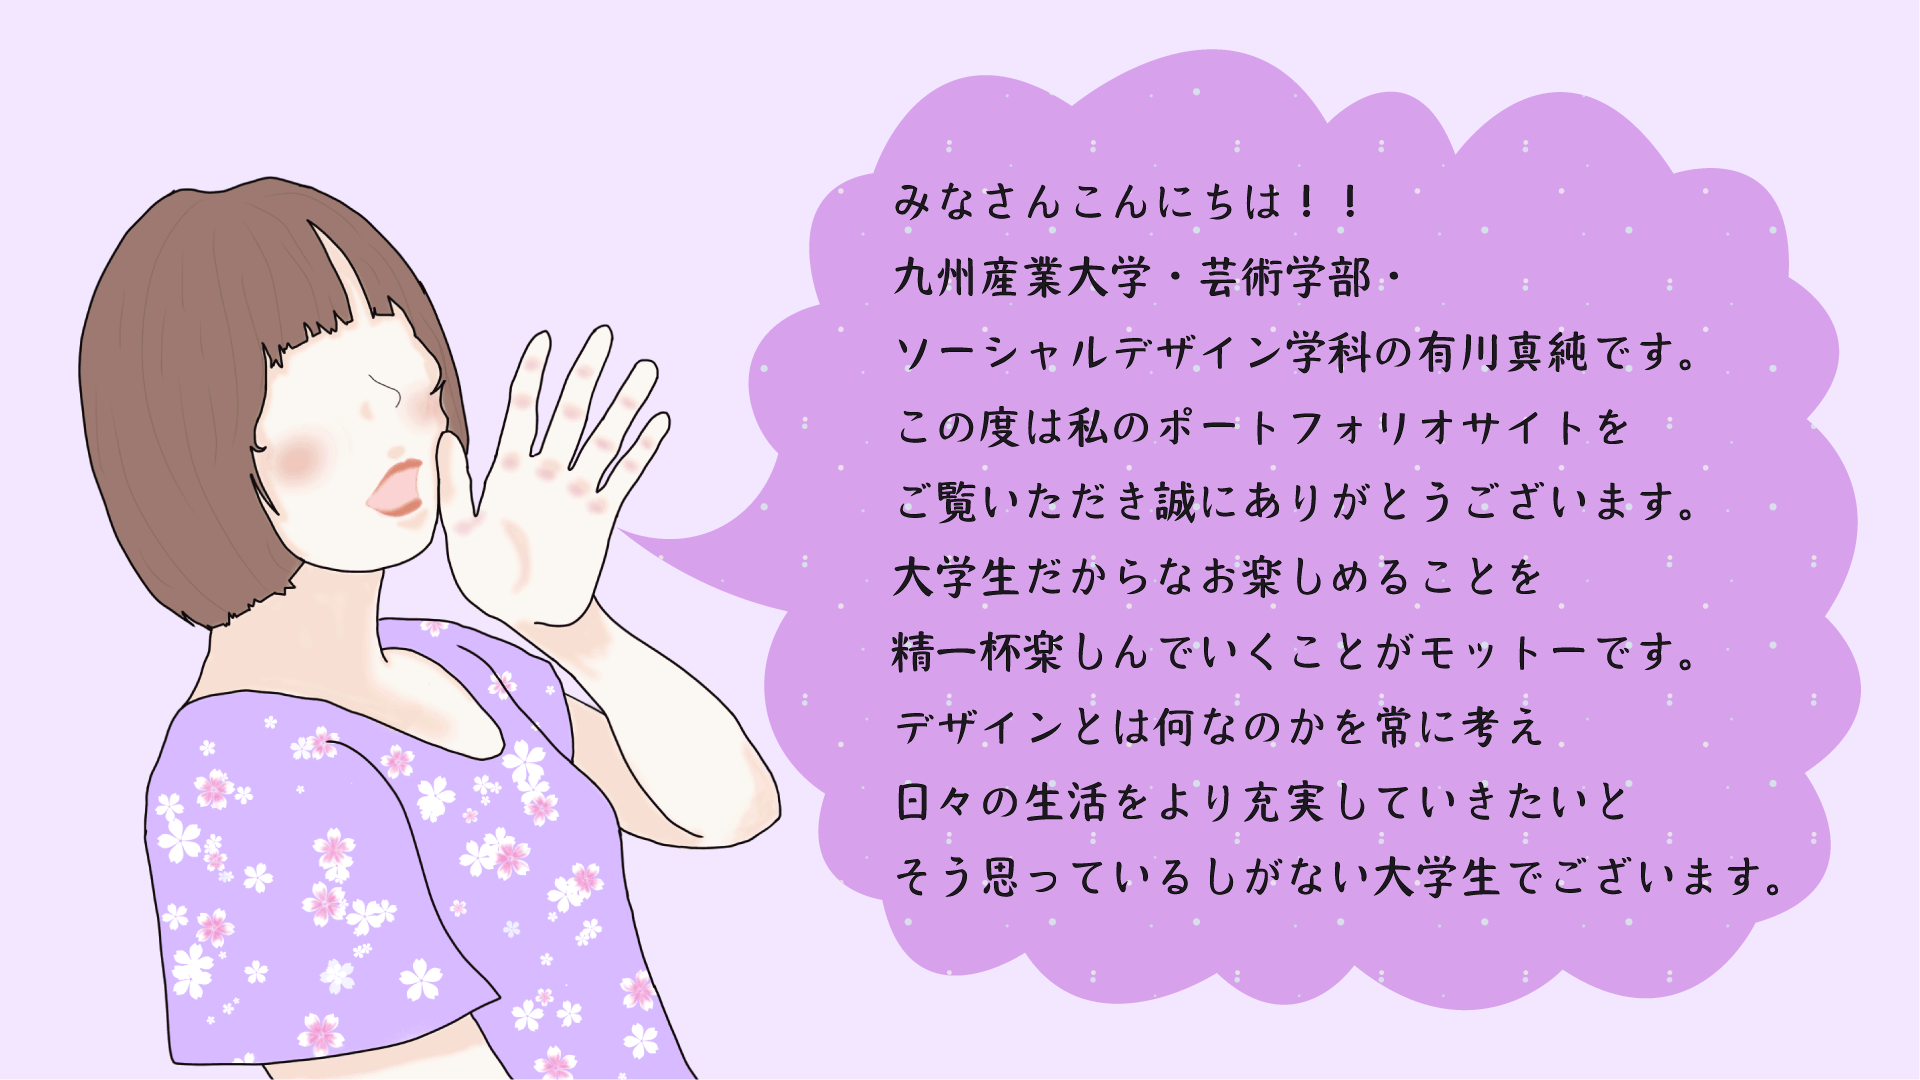 みなさんこんにちは！！
九州産業大学・芸術学部・
ソーシャルデザイン学科の有川真純です。
この度は私のポートフォリオサイトを
ご覧いただき誠にありがとうございます。
大学生だからなお楽しめることを
精一杯楽しんでいくことがモットーです。
デザインとは何なのかを常に考え
日々の生活をより充実していきたいと
そう思っているしがない大学生でございます。